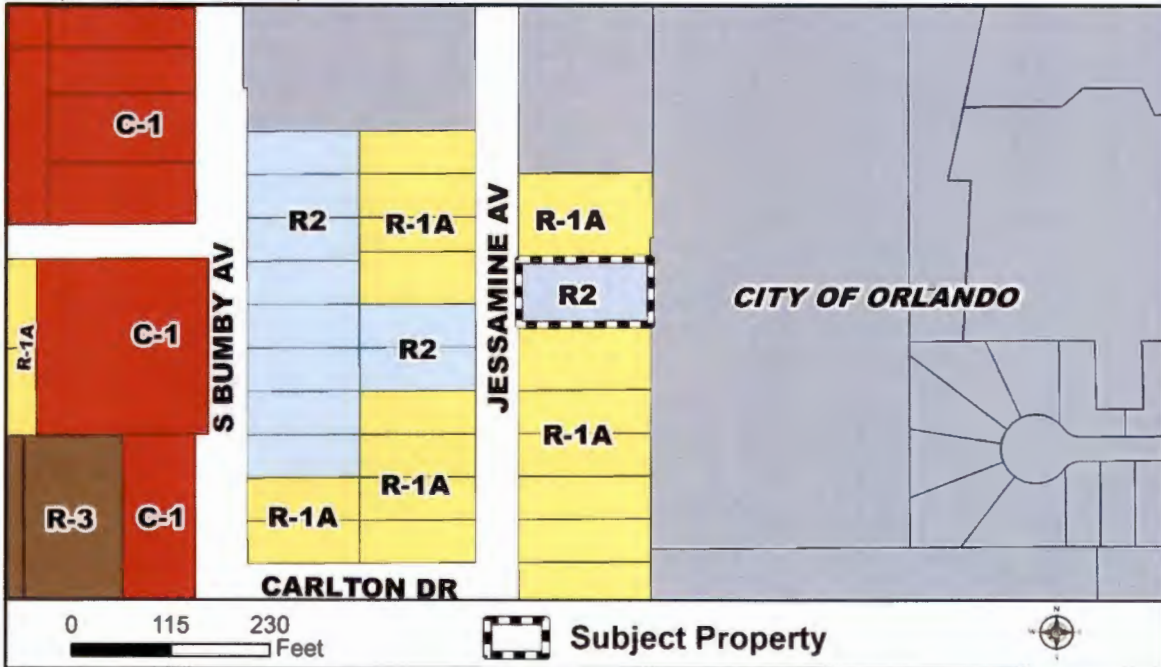 C-1
R2
R-1A
R-1A
S BUMBY AV
JESSAMINE AV
R-1A
C-1
R2
CITY OF ORLANDO
R2
R-1A
R-1A
R-3
C-1
R-1A
CARLTON DR
0 115 230
Feet
Subject Property
N